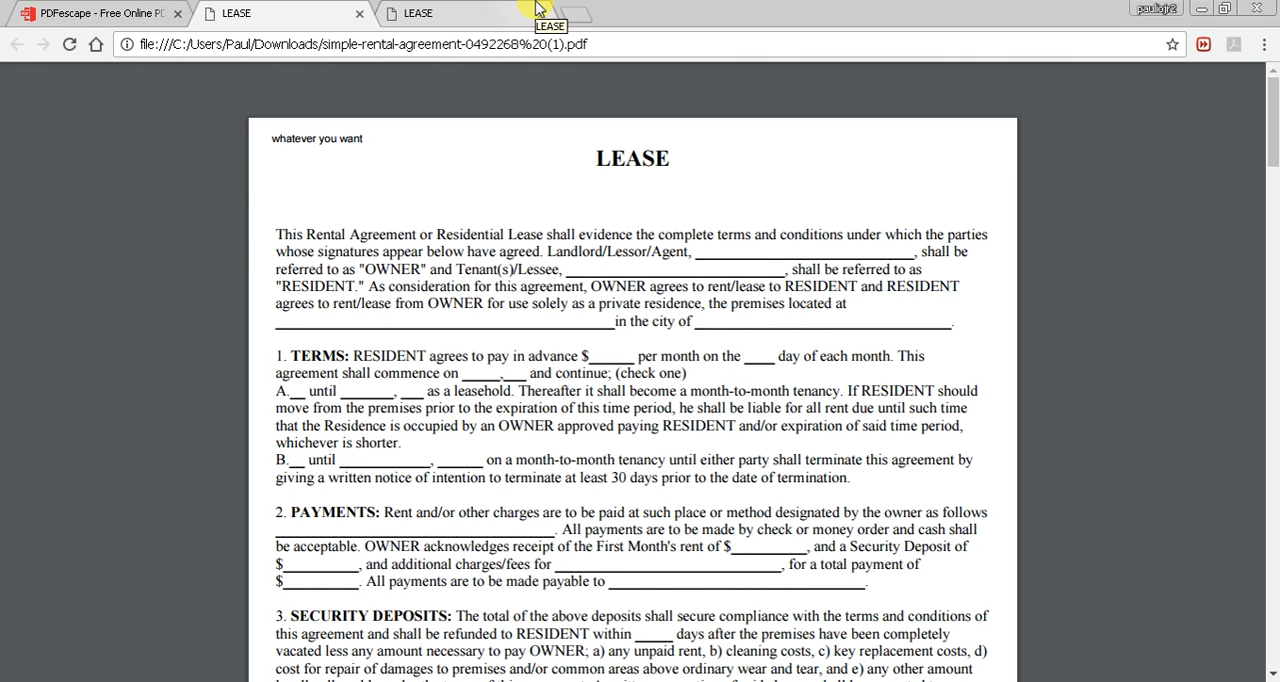 PDFescape - Free Online PD
LEASE
LEASE
LEASE
paulojr2
file:///C:/Users/Paul/Downloads/simple-rental-agreement-0492268%20(1).pdf
whatever you want
LEASE
This Rental Agreement or Residential Lease shall evidence the complete terms and conditions under which the parties
whose signatures appear below have agreed. Landlord/Lessor/Agent, ________________________, shall be
referred to as "OWNER" and Tenant(s)/Lessee, ________________________, shall be referred to as
"RESIDENT." As consideration for this agreement, OWNER agrees to rent/lease to RESIDENT and RESIDENT
agrees to rent/lease from OWNER for use solely as a private residence, the premises located at
______________________________________in the city of ____________________________.
1. TERMS: RESIDENT agrees to pay in advance $_____ per month on the ___ day of each month. This
agreement shall commence on ____,__ and continue; (check one)
A.__ until ______, __ as a leasehold. Thereafter it shall become a month-to-month tenancy. If RESIDENT should
move from the premises prior to the expiration of this time period, he shall be liable for all rent due until such time
that the Residence is occupied by an OWNER approved paying RESIDENT and/or expiration of said time period,
whichever is shorter.
B.__ until __________, _____ on a month-to-month tenancy until either party shall terminate this agreement by
giving a written notice of intention to terminate at least 30 days prior to the date of termination.
2. PAYMENTS: Rent and/or other charges are to be paid at such place or method designated by the owner as follows
_______________________________. All payments are to be made by check or money order and cash shall
be acceptable. OWNER acknowledges receipt of the First Month's rent of $________, and a Security Deposit of
$________, and additional charges/fees for _________________________, for a total payment of
$________. All payments are to be made payable to ____________________________.
3. SECURITY DEPOSITS: The total of the above deposits shall secure compliance with the terms and conditions of
this agreement and shall be refunded to RESIDENT within ____ days after the premises have been completely
vacated less any amount necessary to pay OWNER; a) any unpaid rent, b) cleaning costs, c) key replacement costs, d)
cost for repair of damages to premises and/or common areas above ordinary wear and tear, and e) any other amount